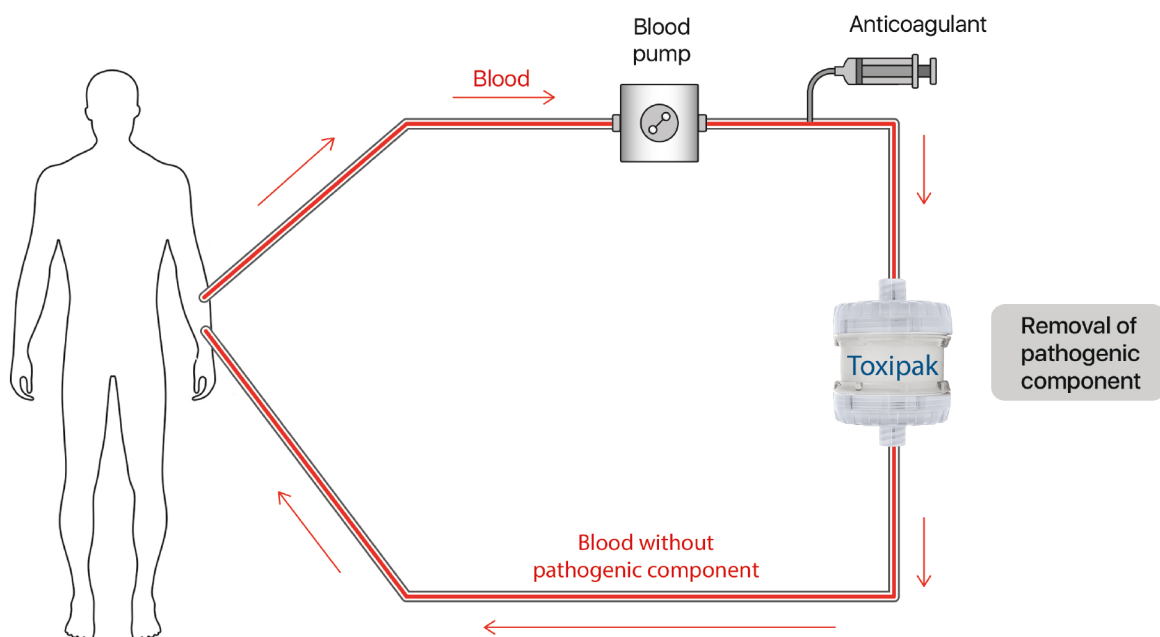 Blood
pump
Anticoagulant
Blood
Toxipak
Removal of
pathogenic
component
Blood without
pathogenic component